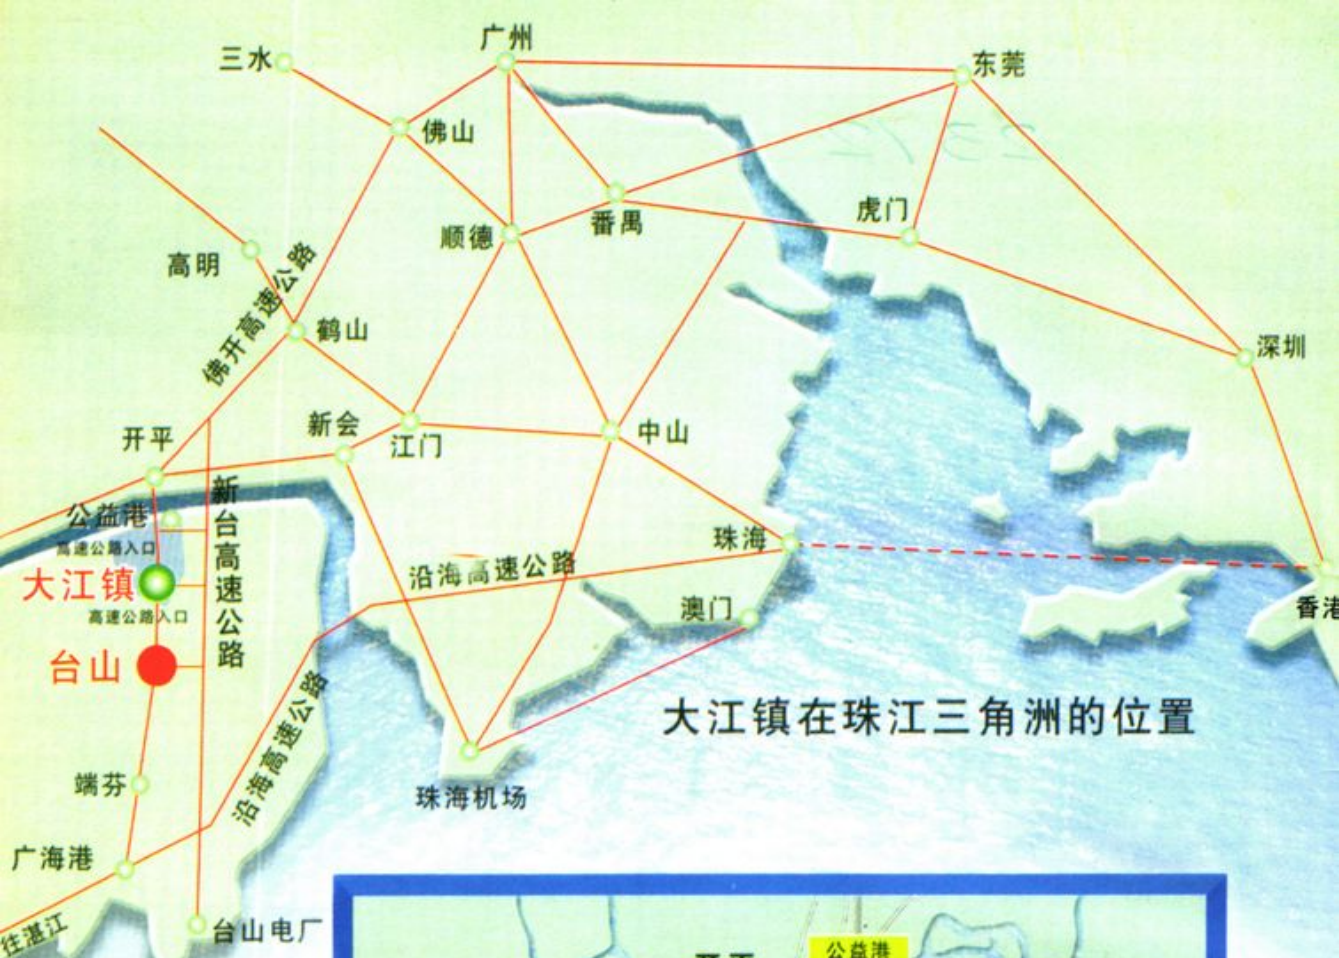 广州
三水
东莞
佛山
虎门
番禺
顺德
高明
佛开高速公路
鹤山
深圳
新会
开平
江门
中山
新台高速公路
公益港
高速公路入口
珠海
沿海高速公路
大江镇
高速公路入口
澳门
香港
台山
大江镇在珠江三角洲的位置
沿海高速公路
端芬
珠海机场
广海港
台山电厂
往湛江
公益港
开平